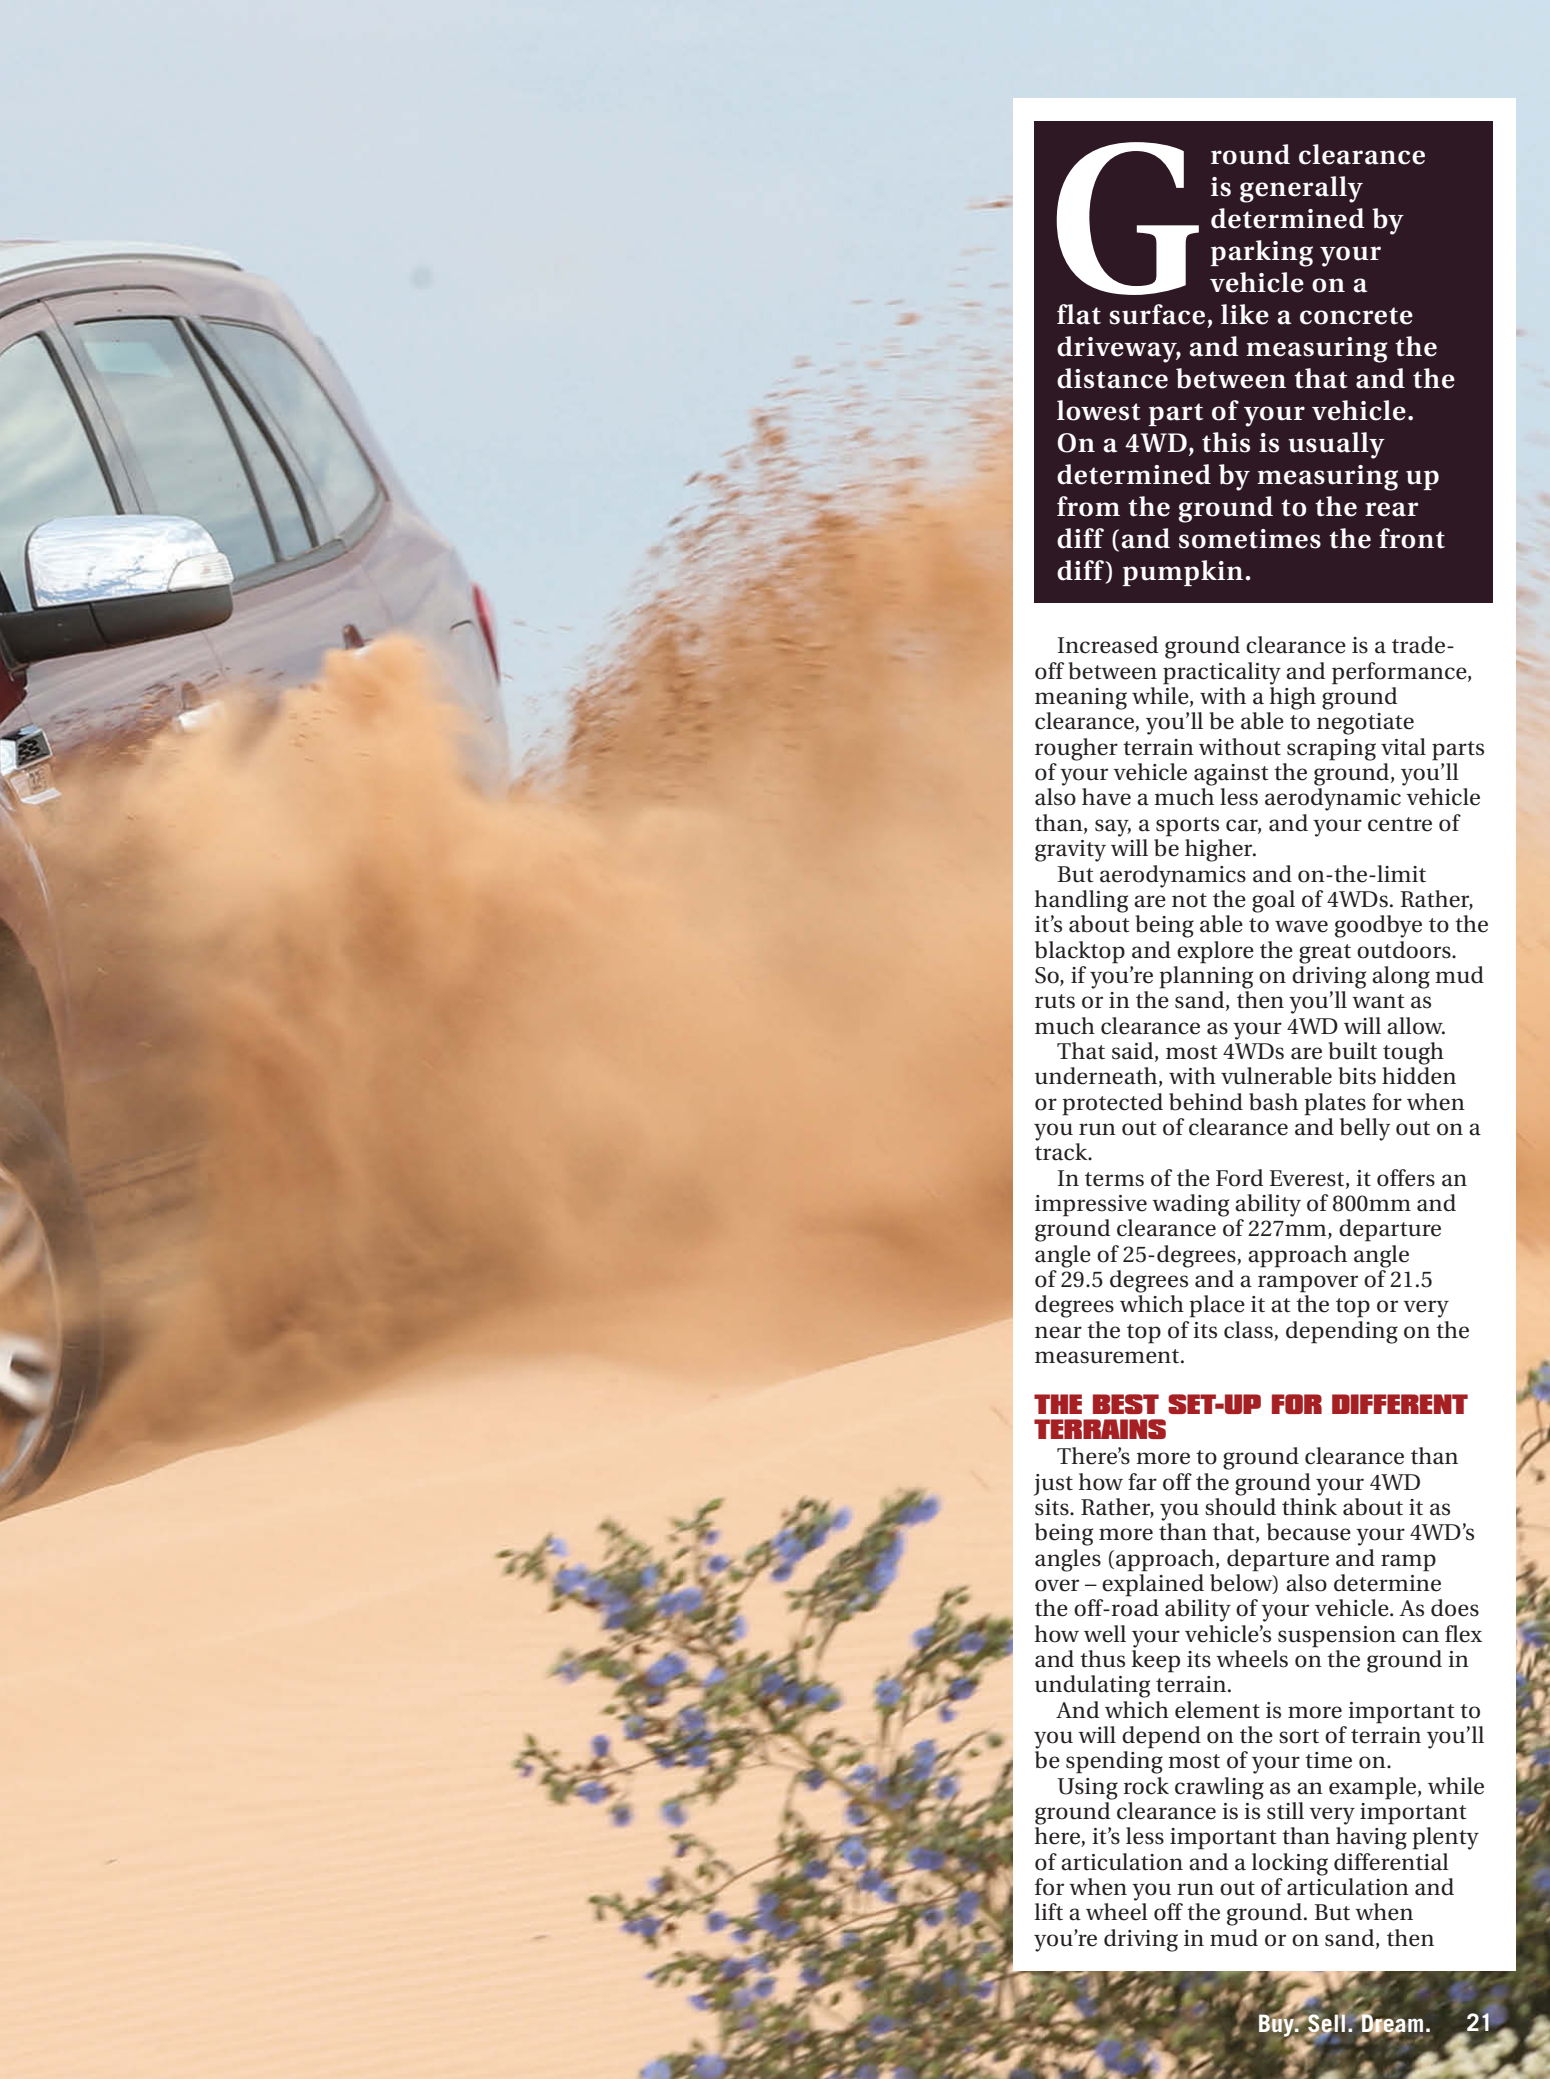 Ground clearance
is generally
determined by
parking your
vehicle on a
flat surface, like a concrete
driveway, and measuring the
distance between that and the
lowest part of your vehicle.
On a 4WD, this is usually
determined by measuring up
from the ground to the rear
diff (and sometimes the front
diff) pumpkin.
Increased ground clearance is a trade-
off between practicality and performance,
meaning while, with a high ground
clearance, you'll be able to negotiate
rougher terrain without scraping vital parts
of your vehicle against the ground, you'll
also have a much less aerodynamic vehicle
than, say, a sports car, and your centre of
gravity will be higher.
But aerodynamics and on-the-limit
handling are not the goal of 4WDs. Rather,
it's about being able to wave goodbye to the
blacktop and explore the great outdoors.
So, if you're planning on driving along mud
ruts or in the sand, then you'll want as
much clearance as your 4WD will allow.
That said, most 4WDs are built tough
underneath, with vulnerable bits hidden
or protected behind bash plates for when
you run out of clearance and belly out on a
track.
In terms of the Ford Everest, it offers an
impressive wading ability of 800mm and
ground clearance of 227mm, departure
angle of 25-degrees, approach angle
of 29.5 degrees and a rampover of 21.5
degrees which place it at the top or very
near the top of its class, depending on the
measurement.
THE BEST SET-UP FOR DIFFERENT
TERRAINS
There's more to ground clearance than
just how far off the ground your 4WD
sits. Rather, you should think about it as
being more than that, because your 4WD's
angles (approach, departure and ramp
over – explained below) also determine
the off-road ability of your vehicle. As does
how well your vehicle's suspension can flex
and thus keep its wheels on the ground in
undulating terrain.
And which element is more important to
you will depend on the sort of terrain you'll
be spending most of your time on.
Using rock crawling as an example, while
ground clearance is is still very important
here, it's less important than having plenty
of articulation and a locking differential
for when you run out of articulation and
lift a wheel off the ground. But when
you're driving in mud or on sand, then
Buy. Sell. Dream. 21